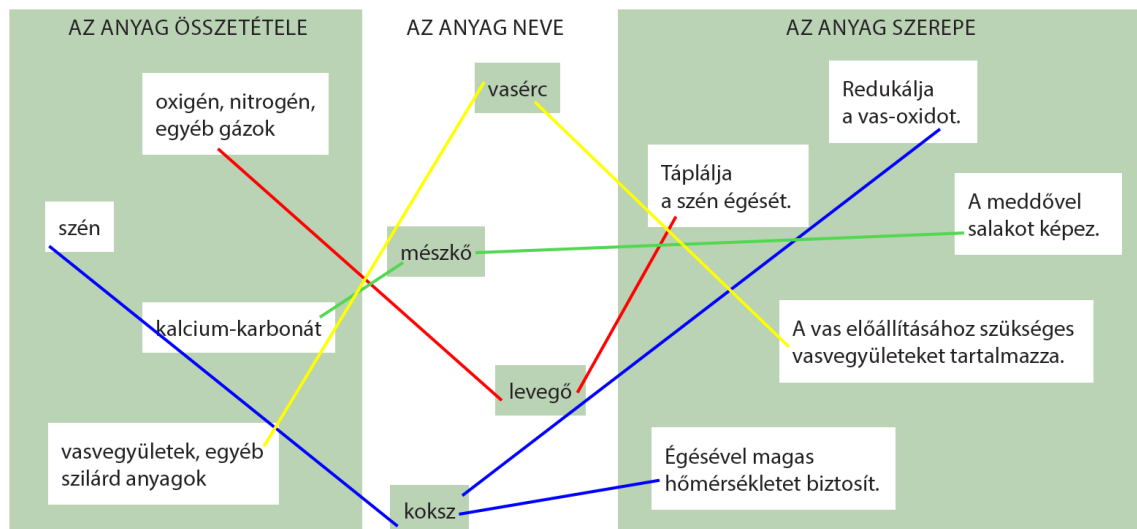 AZ ANYAG ÖSSZETÉTELE
oxigén, nitrogén,
egyéb gázok
szén
kalcium-karbonát
vasvegyületek, egyéb
szilárd anyagok
AZ ANYAG NEVE
vasérc
mészkő
levegő
koksz
AZ ANYAG SZEREPE
Redukálja
a vas-oxidot.
Táplálja
a szén égését.
A meddővel
salakot képez.
A vas előállításához szükséges
vasvegyületeket tartalmazza.
Égésével magas
hőmérsékletet biztosít.